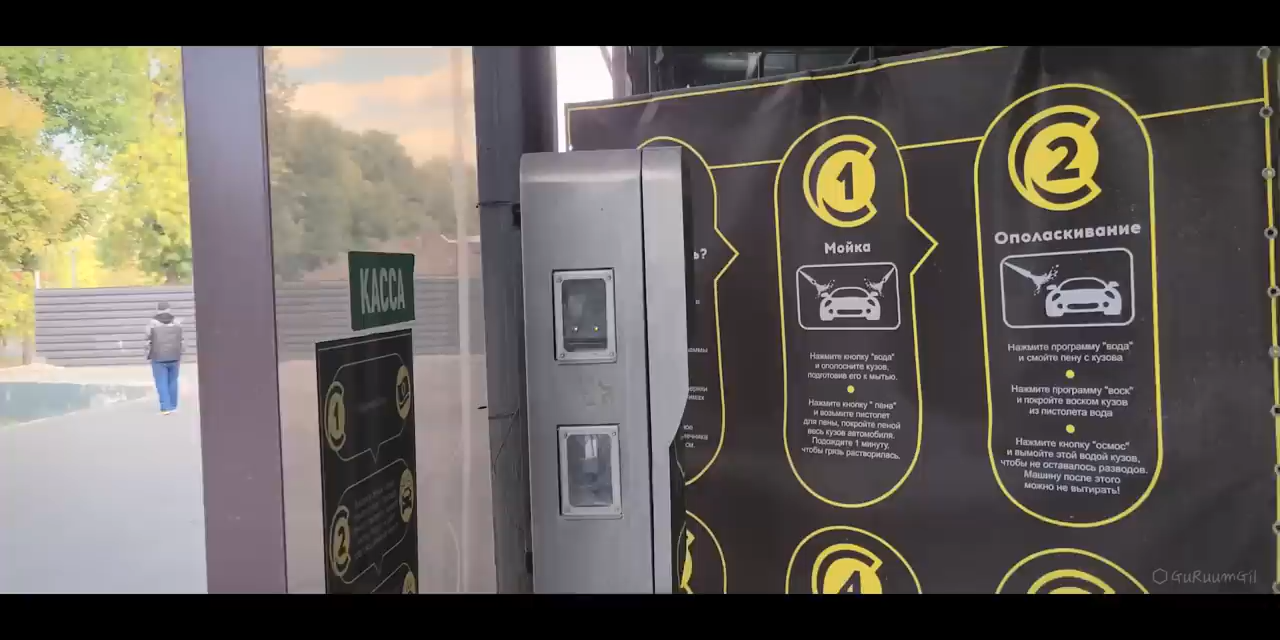 КАССА
1
2
ь?
1
Мойка
Нажмите кнопку "вода"
и ополосните кузов,
подготовив его к мытью.
Нажмите кнопку " пена"
и возьмите пистолет
для пены, покройте пеной
весь кузов автомобиля.
Подождите 1 минуту,
чтобы грязь растворилась.
2
Ополаскивание
Нажмите программу "вода"
и смойте пену с кузова
Нажмите программу "воск"
и покройте воском кузов
из пистолета вода
Нажмите кнопку "осмос"
и вымойте этой водой кузов,
чтобы не оставалось разводов.
Машину после этого
можно не вытирать!
4
GuRuumGil